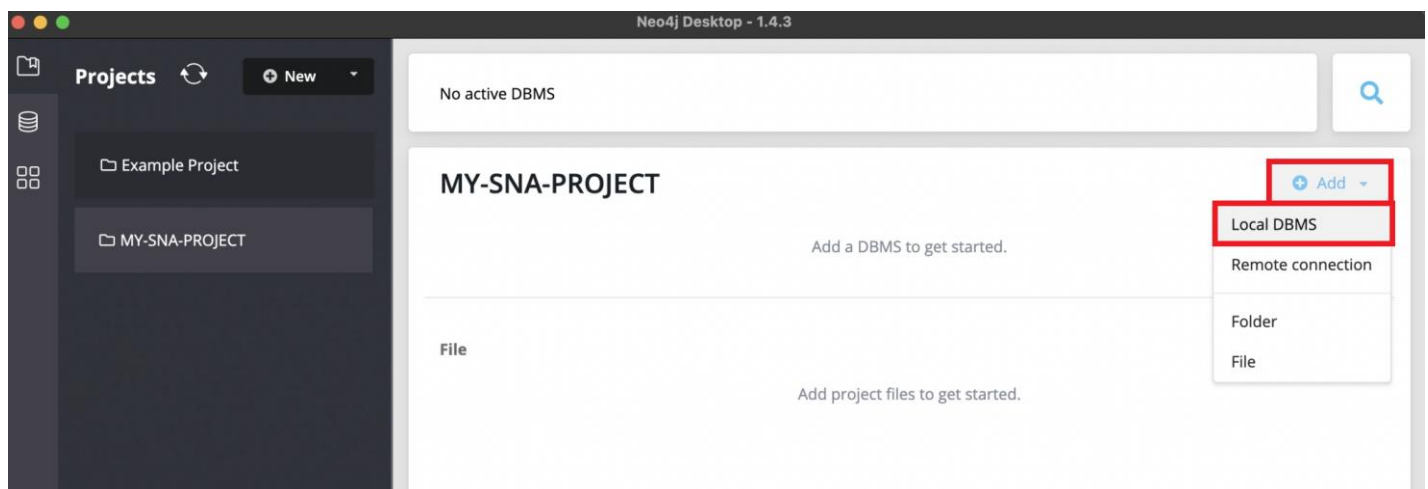 Neo4j Desktop - 1.4.3
Projects
New
Example Project
MY-SNA-PROJECT
No active DBMS
MY-SNA-PROJECT
Add
Local DBMS
Add a DBMS to get started.
Remote connection
Folder
File
File
Add project files to get started.